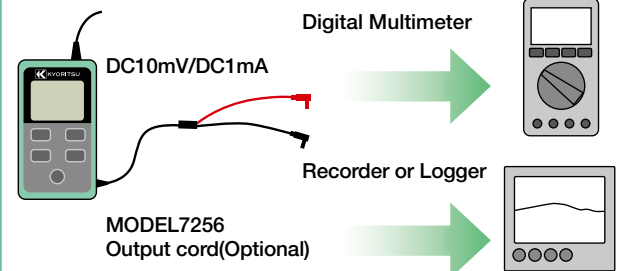 Digital Multimeter
KYORITSU
DC10mV/DC1mA
Recorder or Logger
MODEL7256
Output cord(Optional)